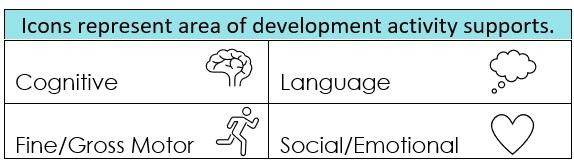 Icons represent area of development activity supports.
Cognitive
Language
Fine/Gross Motor
Social/Emotional